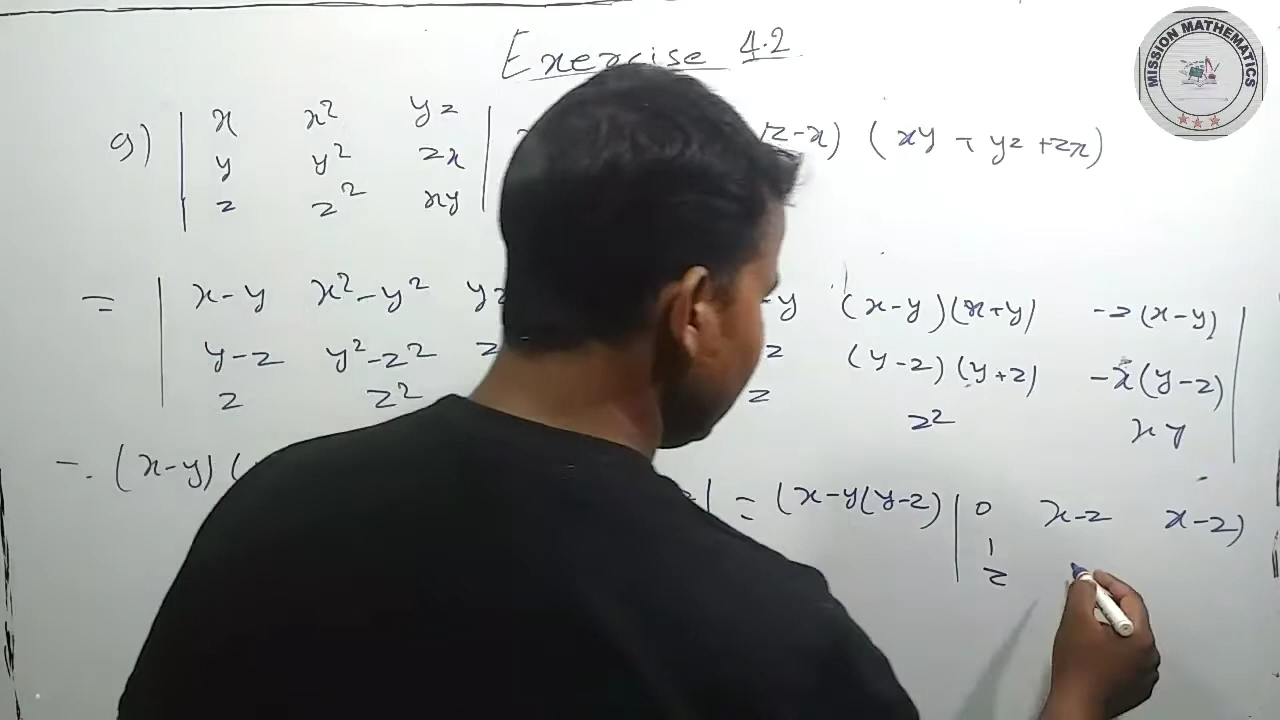 MISSION MATHEMATICS
Exercise 4.2
9) | x x² yz |
z-x) (xy + yz + zx)
y y² zx
z z² xy
= | x-y x²-y²
-y (x-y)(x+y) -z(x-y) |
y-z y²-z²
z (y-z)(y+z) -x(y-z)
z z²
z z² xy
(x-y) (
| = (x-y(y-z) | 0 x-z x-z)
1
z